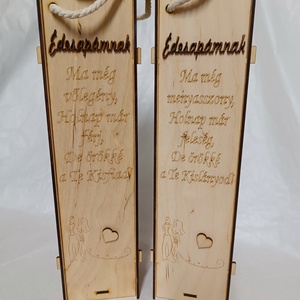 Édesapámnak
Ma még
vőlegény,
Holnap már
férj,
De örökké
a Te Kisfiad!
Édesapámnak
Ma még
menyasszony,
Holnap már
feleség,
De örökké
a Te Kislányod!